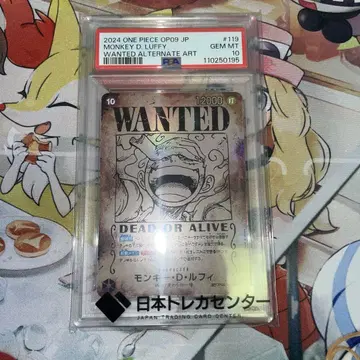 2024 ONE PIECE OP09 JP #119
MONKEY D. LUFFY GEM MT
WANTED ALTERNATE ART 10
PSA 110250195
10 12000
WANTED
DEAD OR ALIVE
モンキー・D・ルフィ
日本トレカセンター
JAPAN TRADING CARD CENTER